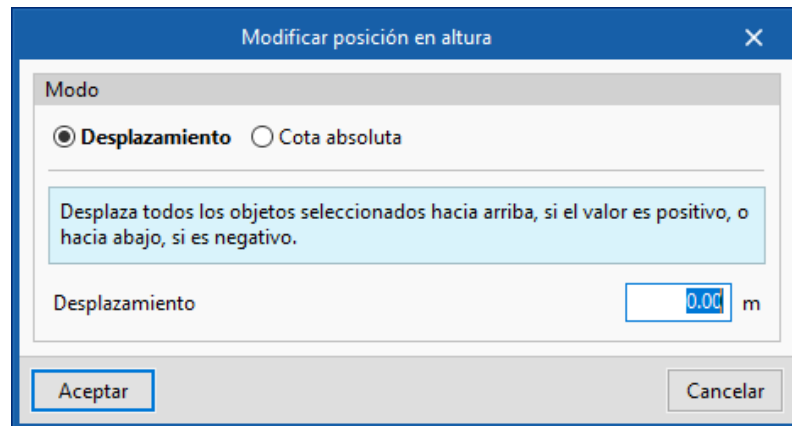 Modificar posición en altura
Modo
Desplazamiento Cota absoluta
Desplaza todos los objetos seleccionados hacia arriba, si el valor es positivo, o
hacia abajo, si es negativo.
Desplazamiento 0.00 m
Aceptar Cancelar